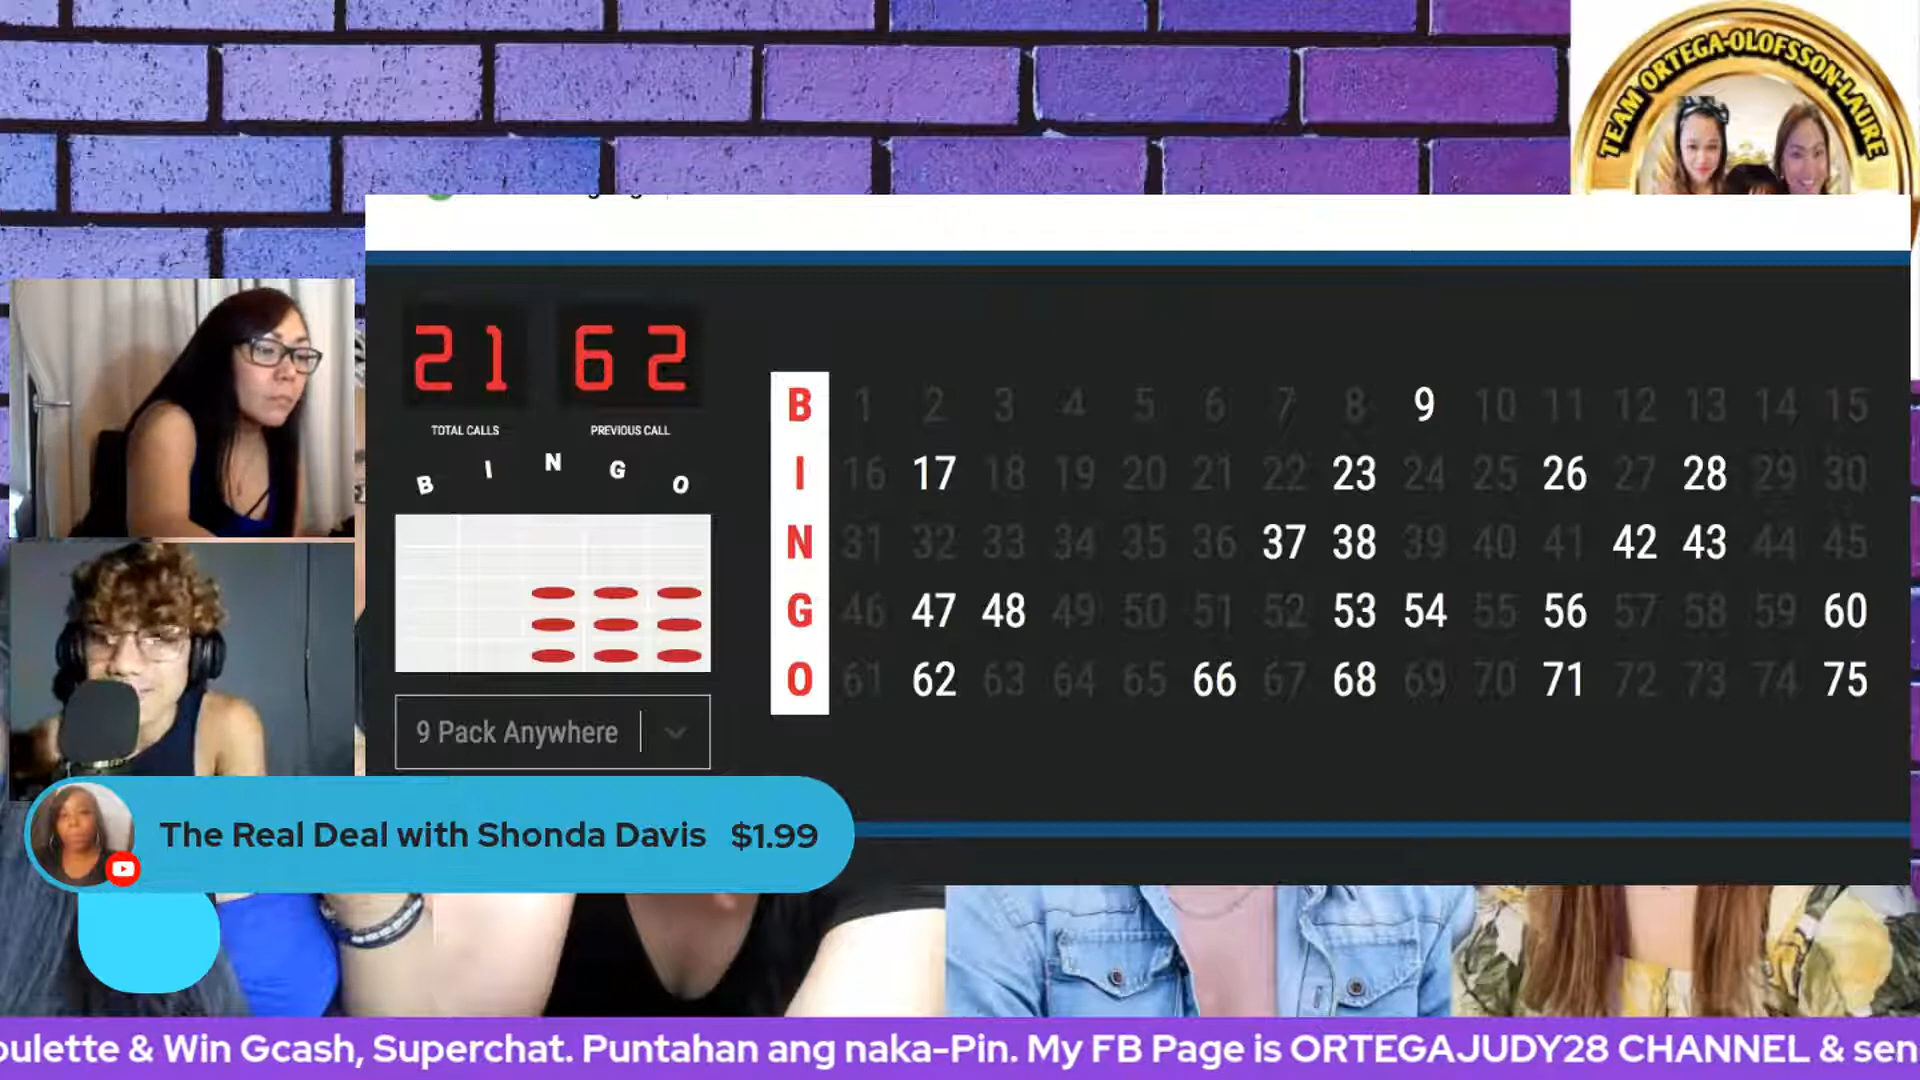 TEAM ORTEGA-OLOFSSON-LAURE
21 62
TOTAL CALLS PREVIOUS CALL
B I N G O
9 Pack Anywhere
B 1 2 3 4 5 6 7 8 9 10 11 12 13 14 15
I 16 17 18 19 20 21 22 23 24 25 26 27 28 29 30
N 31 32 33 34 35 36 37 38 39 40 41 42 43 44 45
G 46 47 48 49 50 51 52 53 54 55 56 57 58 59 60
O 61 62 63 64 65 66 67 68 69 70 71 72 73 74 75
The Real Deal with Shonda Davis $1.99
oulette & Win Gcash, Superchat. Puntahan ang naka-Pin. My FB Page is ORTEGAJUDY28 CHANNEL & sen